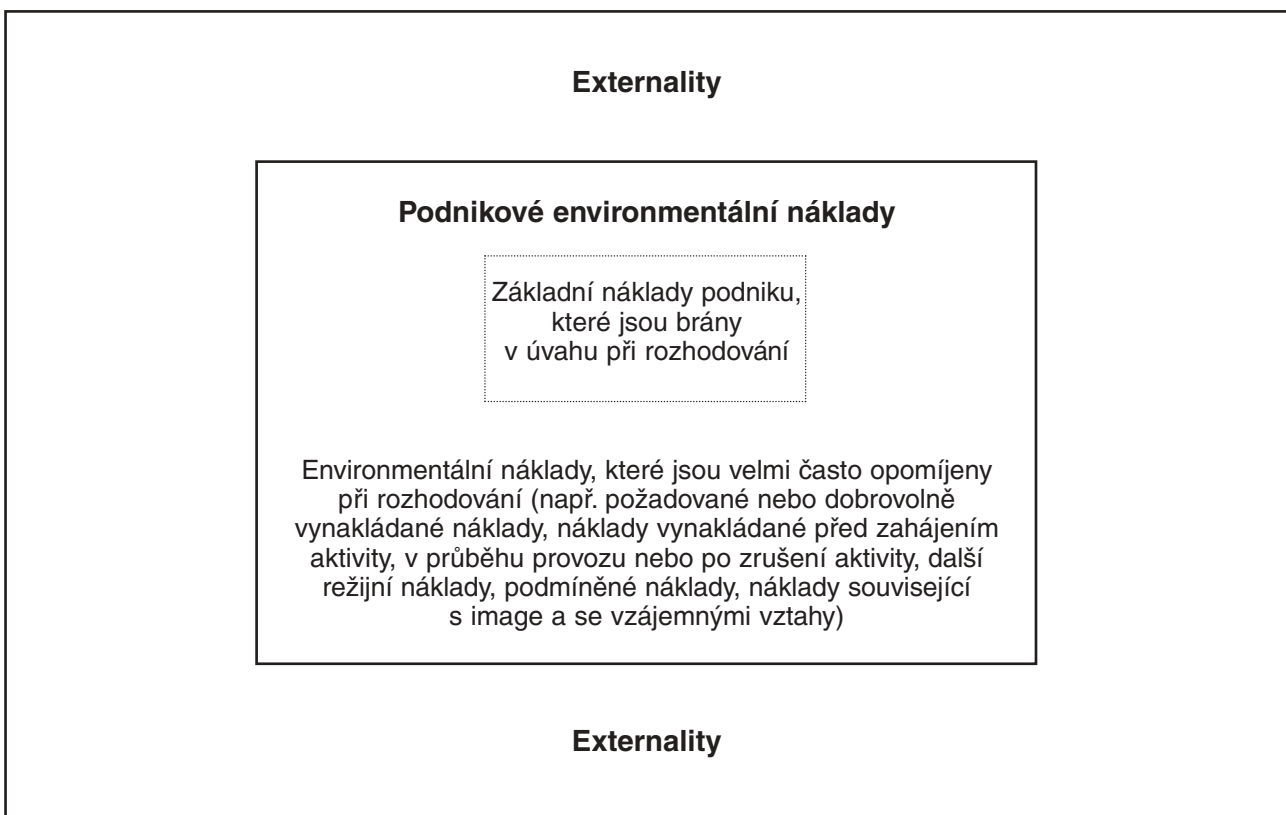 Externality
Podnikové environmentální náklady
Základní náklady podniku,
které jsou brány
v úvahu při rozhodování
Environmentální náklady, které jsou velmi často opomíjeny
při rozhodování (např. požadované nebo dobrovolně
vynakládané náklady, náklady vynakládané před zahájením
aktivity, v průběhu provozu nebo po zrušení aktivity, další
režijní náklady, podmíněné náklady, náklady související
s image a se vzájemnými vztahy)
Externality